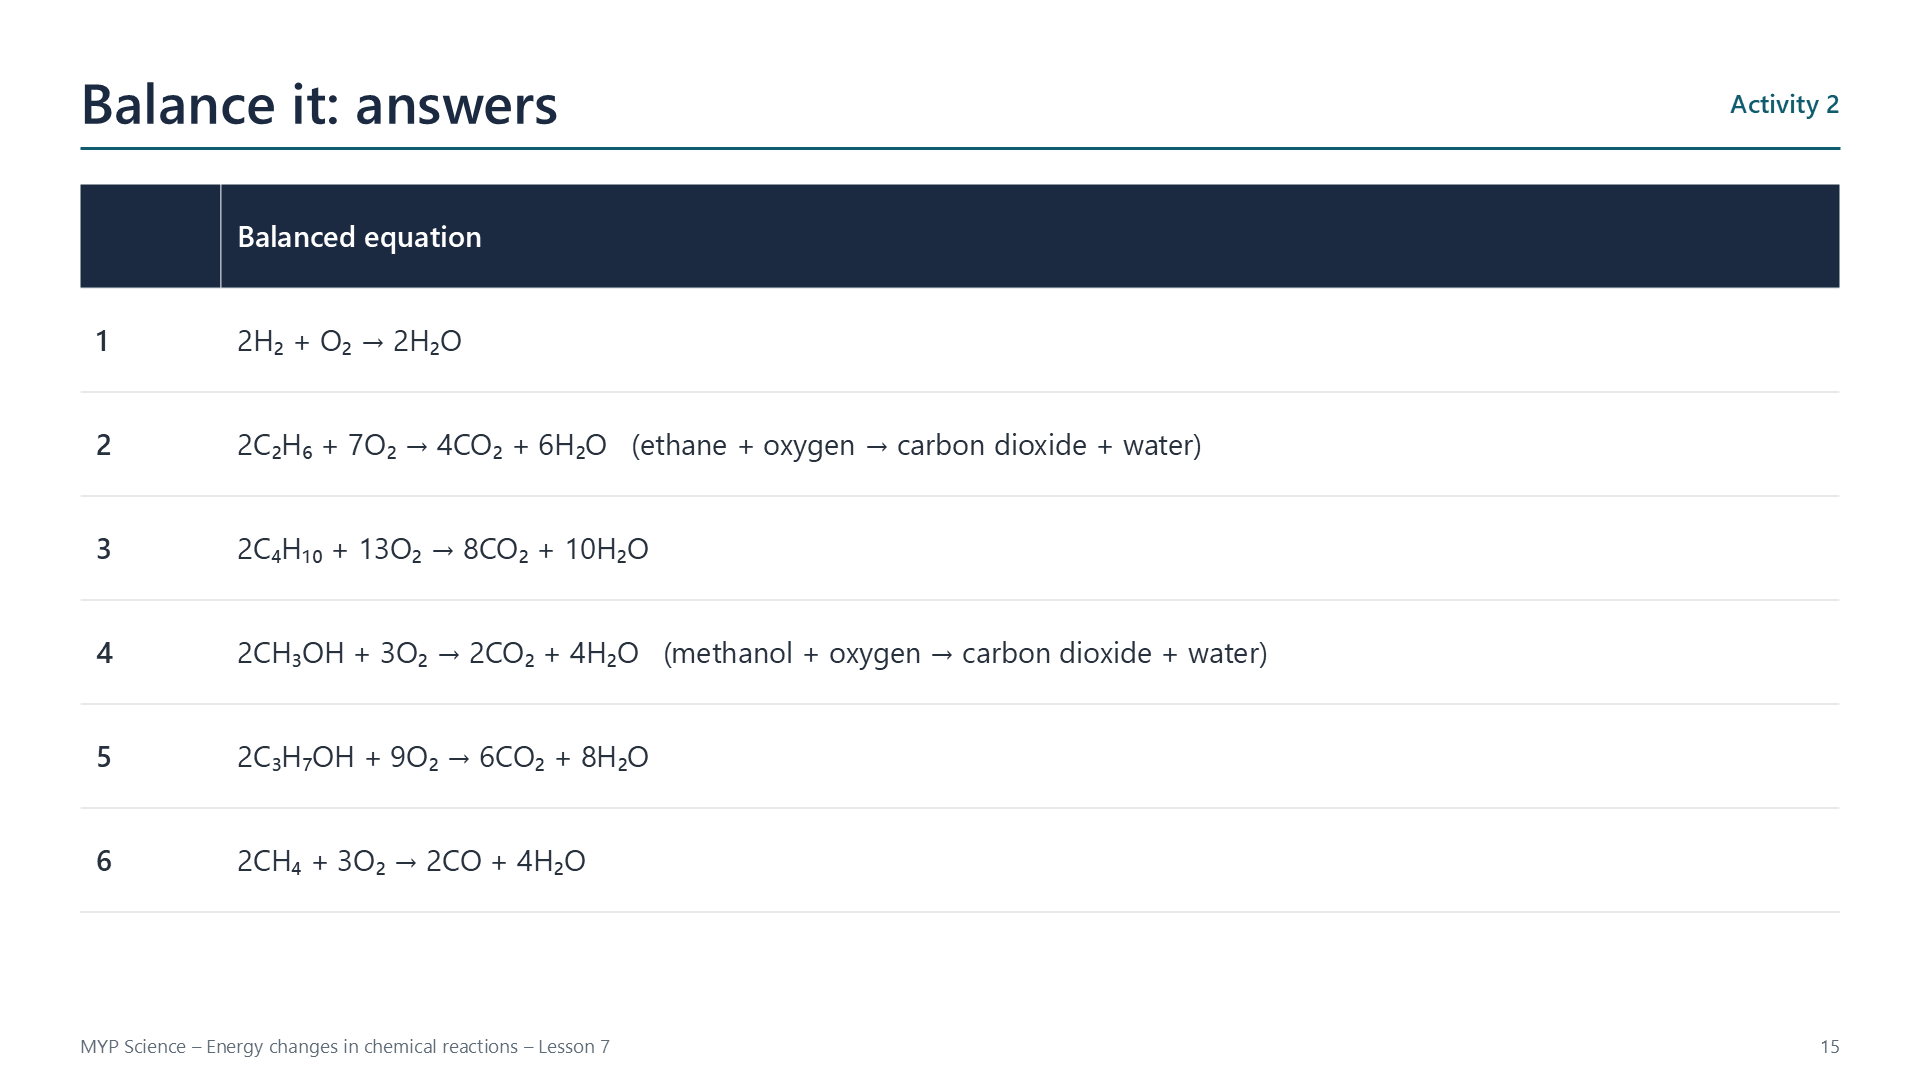 Balance it: answers
Activity 2
Balanced equation
1 2H₂ + O₂ → 2H₂O
2 2C₂H₆ + 7O₂ → 4CO₂ + 6H₂O (ethane + oxygen → carbon dioxide + water)
3 2C₄H₁₀ + 13O₂ → 8CO₂ + 10H₂O
4 2CH₃OH + 3O₂ → 2CO₂ + 4H₂O (methanol + oxygen → carbon dioxide + water)
5 2C₃H₇OH + 9O₂ → 6CO₂ + 8H₂O
6 2CH₄ + 3O₂ → 2CO + 4H₂O
MYP Science – Energy changes in chemical reactions – Lesson 7
15